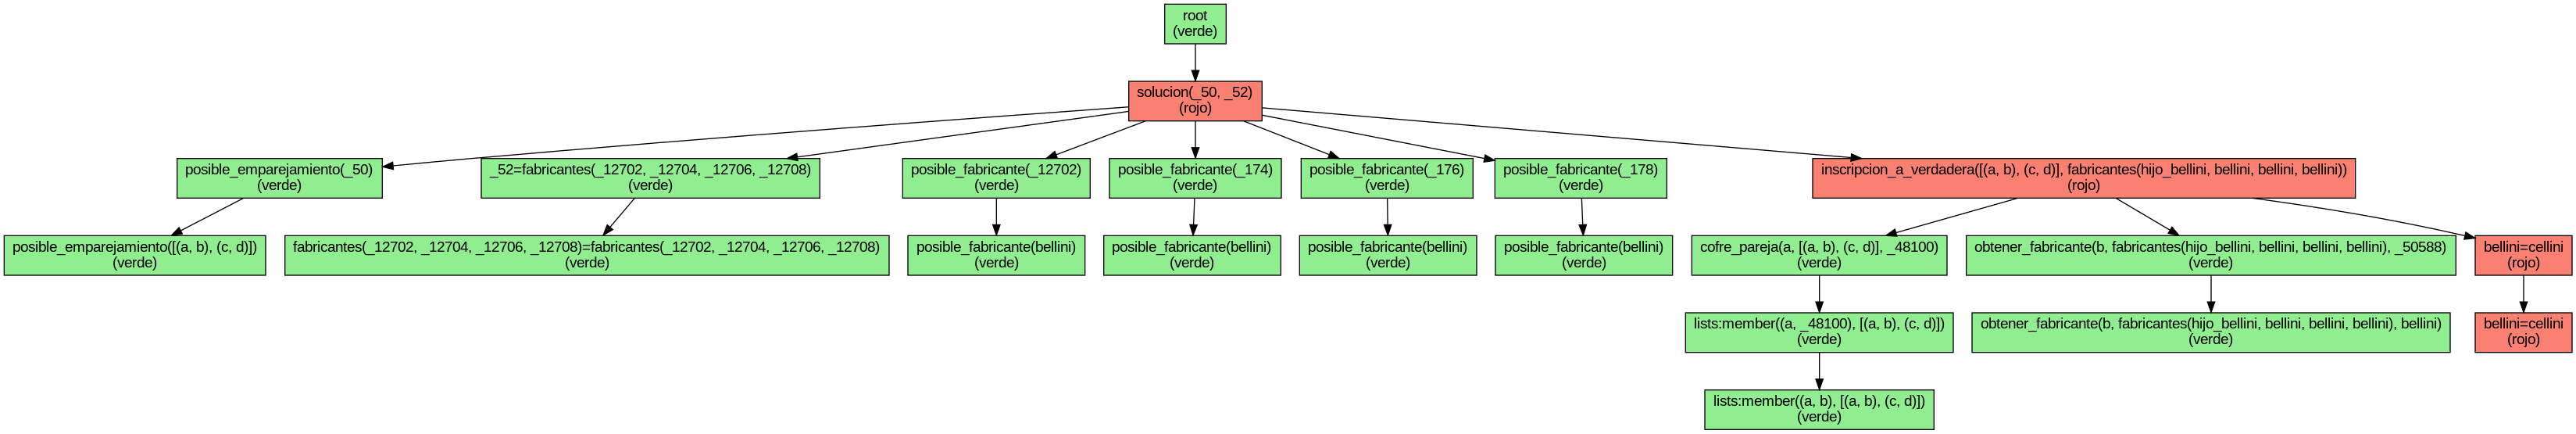 root
(verde)
solucion(_50, _52)
(rojo)
posible_emparejamiento(_50)
(verde)
_52=fabricantes(_12702, _12704, _12706, _12708)
(verde)
posible_fabricante(_12702)
(verde)
posible_fabricante(_174)
(verde)
posible_fabricante(_176)
(verde)
posible_fabricante(_178)
(verde)
inscripcion_a_verdadera([(a, b), (c, d)], fabricantes(hijo_bellini, bellini, bellini, bellini))
(rojo)
posible_emparejamiento([(a, b), (c, d)])
(verde)
fabricantes(_12702, _12704, _12706, _12708)=fabricantes(_12702, _12704, _12706, _12708)
(verde)
posible_fabricante(bellini)
(verde)
posible_fabricante(bellini)
(verde)
posible_fabricante(bellini)
(verde)
posible_fabricante(bellini)
(verde)
cofre_pareja(a, [(a, b), (c, d)], _48100)
(verde)
obtener_fabricante(b, fabricantes(hijo_bellini, bellini, bellini, bellini), _50588)
(verde)
bellini=cellini
(rojo)
lists:member((a, _48100), [(a, b), (c, d)])
(verde)
obtener_fabricante(b, fabricantes(hijo_bellini, bellini, bellini, bellini), bellini)
(verde)
bellini=cellini
(rojo)
lists:member((a, b), [(a, b), (c, d)])
(verde)